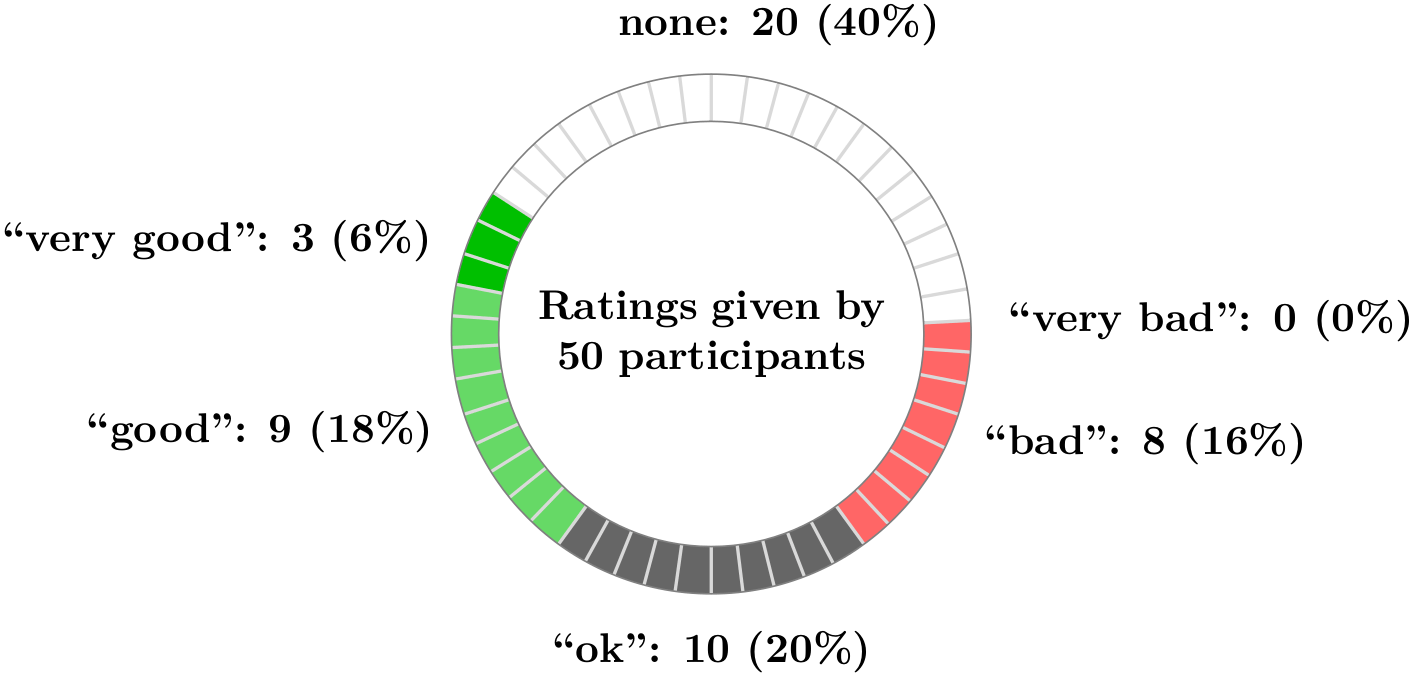 none: 20 (40%)
“very good”: 3 (6%)
Ratings given by
50 participants
“very bad”: 0 (0%)
“good”: 9 (18%)
“bad”: 8 (16%)
“ok”: 10 (20%)